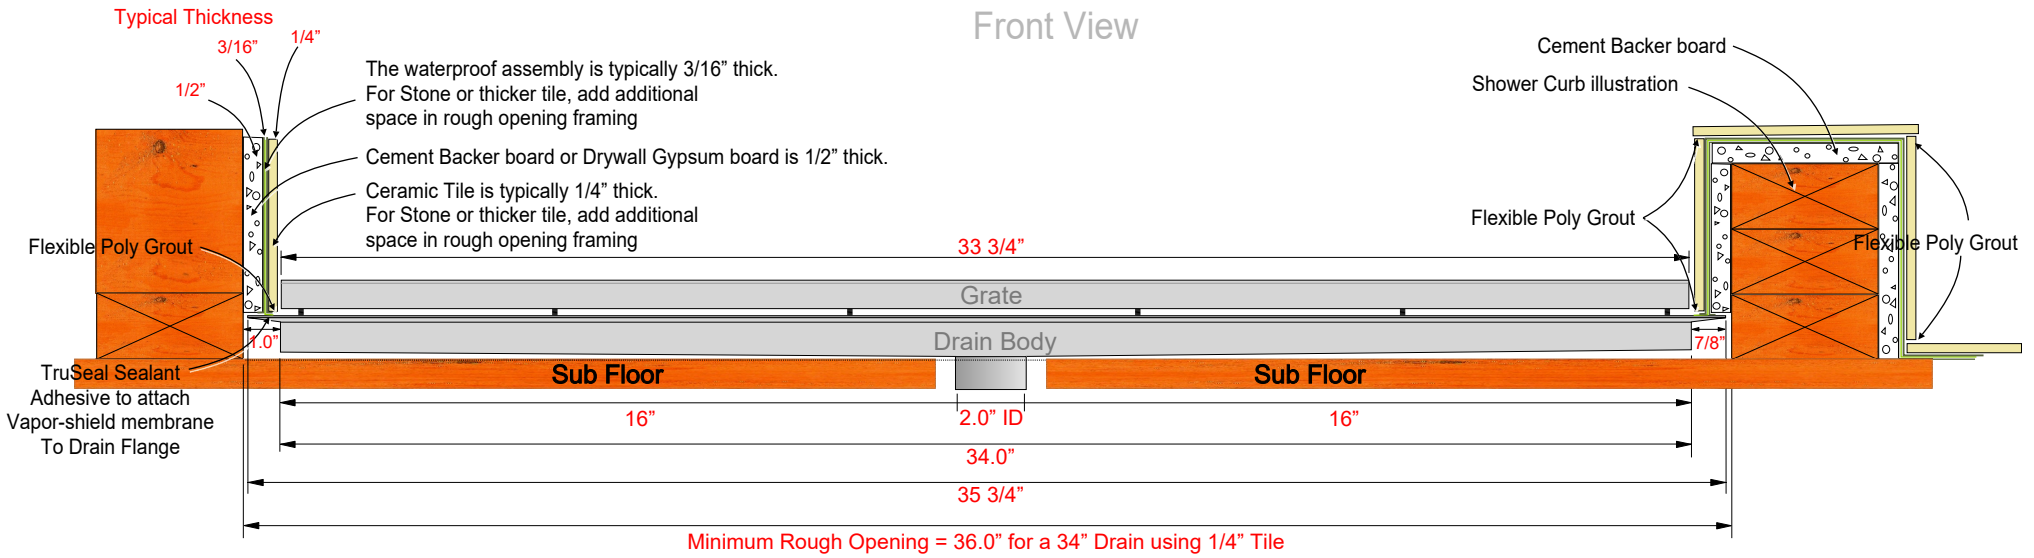 Front View
Typical Thickness
3/16”
1/4”
1/2”
The waterproof assembly is typically 3/16” thick.
For Stone or thicker tile, add additional
space in rough opening framing
Cement Backer board or Drywall Gypsum board is 1/2” thick.
Ceramic Tile is typically 1/4” thick.
For Stone or thicker tile, add additional
space in rough opening framing
Cement Backer board
Shower Curb illustration
Flexible Poly Grout
Flexible Poly Grout
Flexible Poly Grout
33 3/4”
Grate
Drain Body
1.0”
7/8”
TruSeal Sealant
Adhesive to attach
Vapor-shield membrane
To Drain Flange
Sub Floor
Sub Floor
16”
2.0” ID
16”
34.0”
35 3/4”
Minimum Rough Opening = 36.0” for a 34” Drain using 1/4” Tile